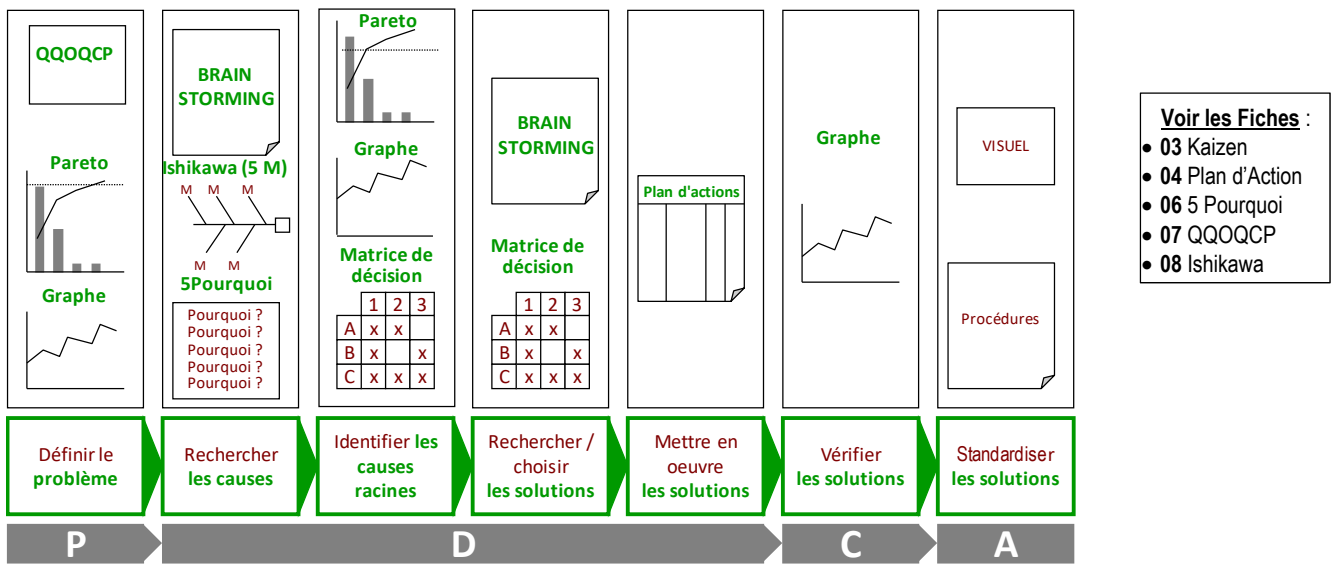 QQOQCP
Pareto
Graphe
BRAIN
STORMING
Ishikawa (5 M)
M M M
M M
5Pourquoi
Pourquoi ?
Pourquoi ?
Pourquoi ?
Pourquoi ?
Pourquoi ?
Pareto
Graphe
Matrice de
décision
1 2 3
A x x
B x x
C x x x
BRAIN
STORMING
Matrice de
décision
1 2 3
A x x
B x x
C x x x
Plan d'actions
Graphe
VISUEL
Procédures
Voir les Fiches :
• 03 Kaizen
• 04 Plan d’Action
• 06 5 Pourquoi
• 07 QQOQCP
• 08 Ishikawa
Définir le
problème
Rechercher
les causes
Identifier les
causes
racines
Rechercher /
choisir
les solutions
Mettre en
oeuvre
les solutions
Vérifier
les solutions
Standardiser
les solutions
P
D
C
A